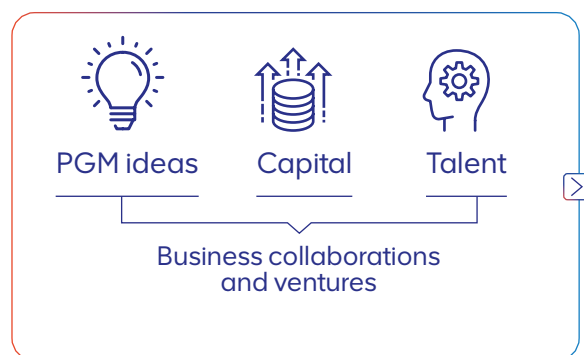 PGM ideas
Capital
Talent
Business collaborations
and ventures